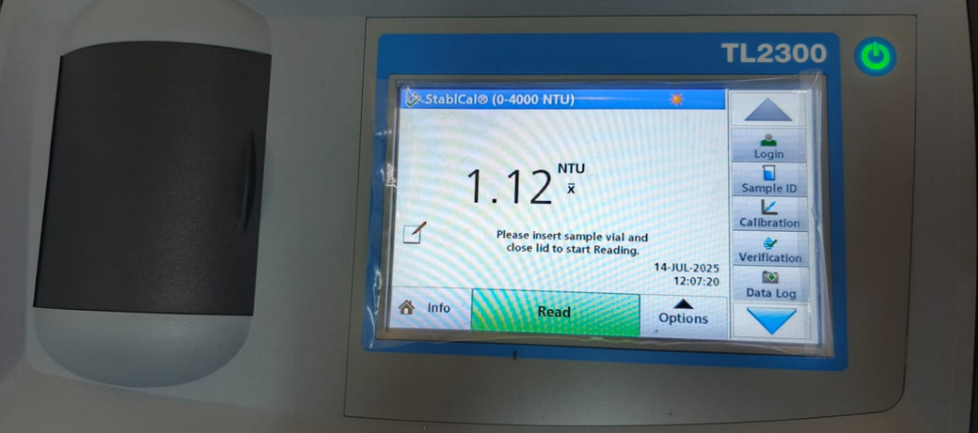 TL2300
StablCal® (0-4000 NTU)
1.12 NTU
x̄
Please insert sample vial and
close lid to start Reading.
14-JUL-2025
12:07:20
Info
Read
Options
Login
Sample ID
Calibration
Verification
Data Log